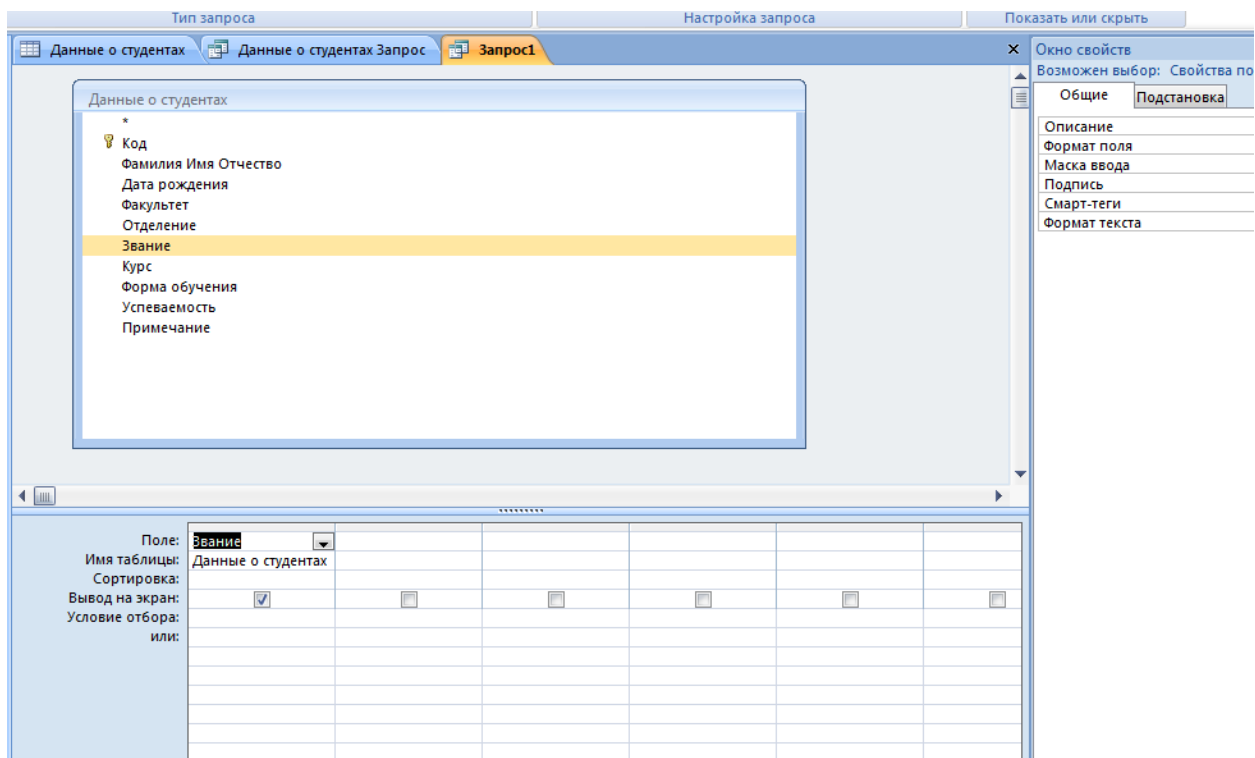 Тип запроса
Настройка запроса
Показать или скрыть
Данные о студентах
Данные о студентах Запрос
Запрос1
Данные о студентах
*
Код
Фамилия Имя Отчество
Дата рождения
Факультет
Отделение
Звание
Курс
Форма обучения
Успеваемость
Примечание
Окно свойств
Возможен выбор: Свойства по
Общие
Подстановка
Описание
Формат поля
Маска ввода
Подпись
Смарт-теги
Формат текста
Поле: Звание
Имя таблицы: Данные о студентах
Сортировка:
Вывод на экран:
Условие отбора:
или: